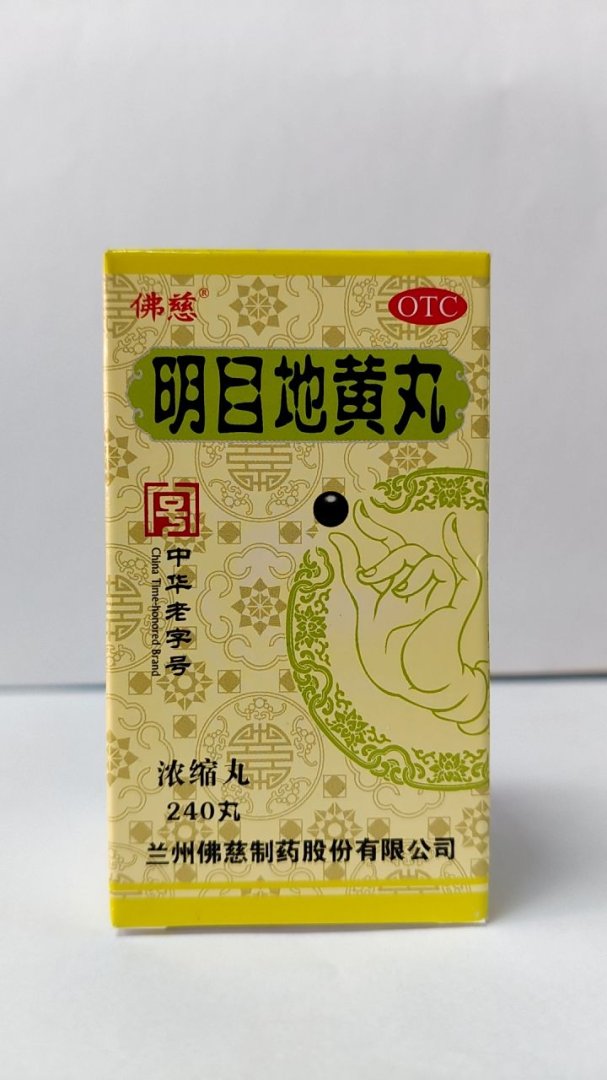 佛慈®
OTC
明目地黄丸
号
中华老字号
China Time-honored Brand
浓缩丸
240丸
兰州佛慈制药股份有限公司